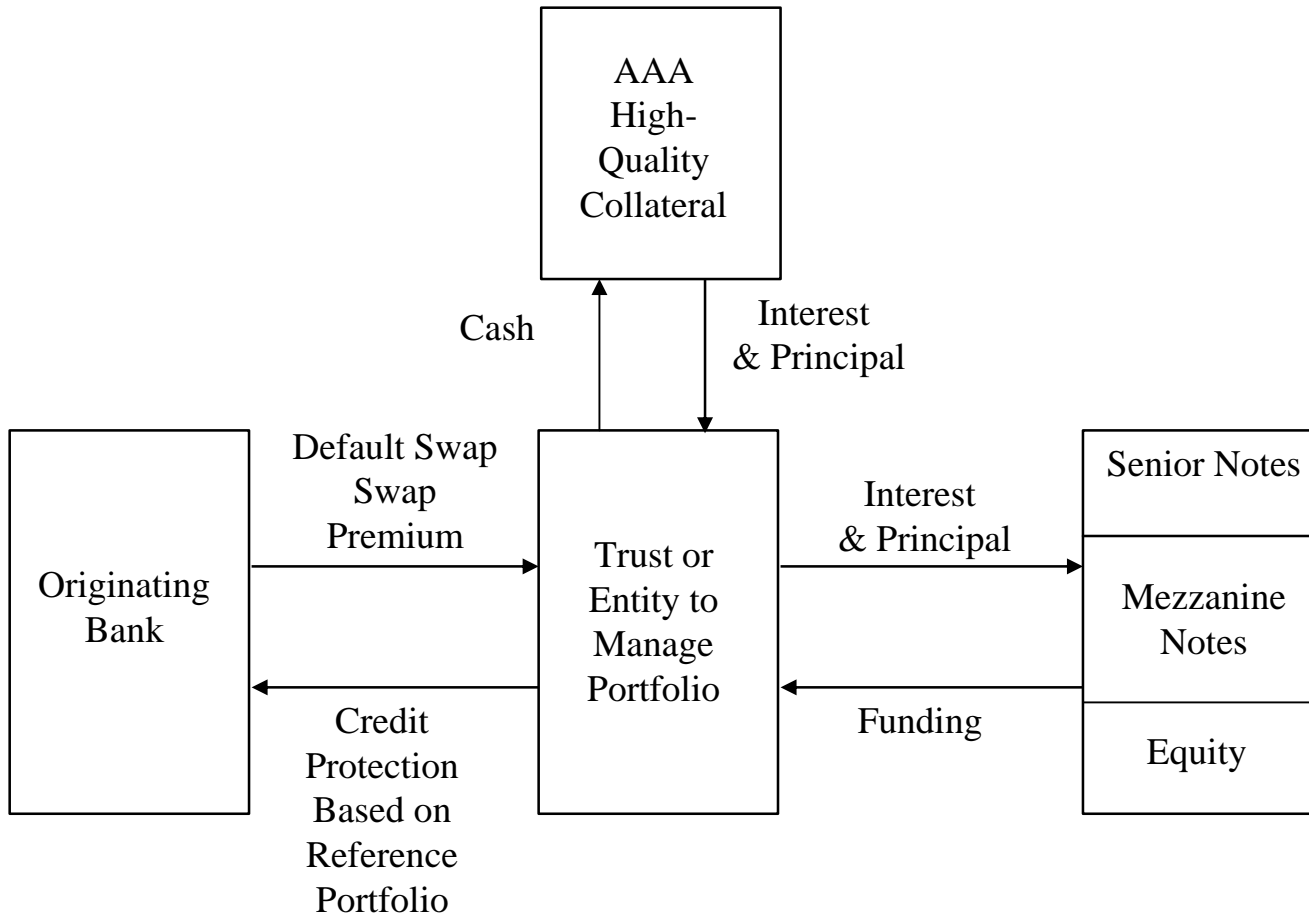 AAA
High-
Quality
Collateral
Cash
Interest
& Principal
Originating
Bank
Default Swap
Swap
Premium
Credit
Protection
Based on
Reference
Portfolio
Trust or
Entity to
Manage
Portfolio
Interest
& Principal
Funding
Senior Notes
Mezzanine
Notes
Equity